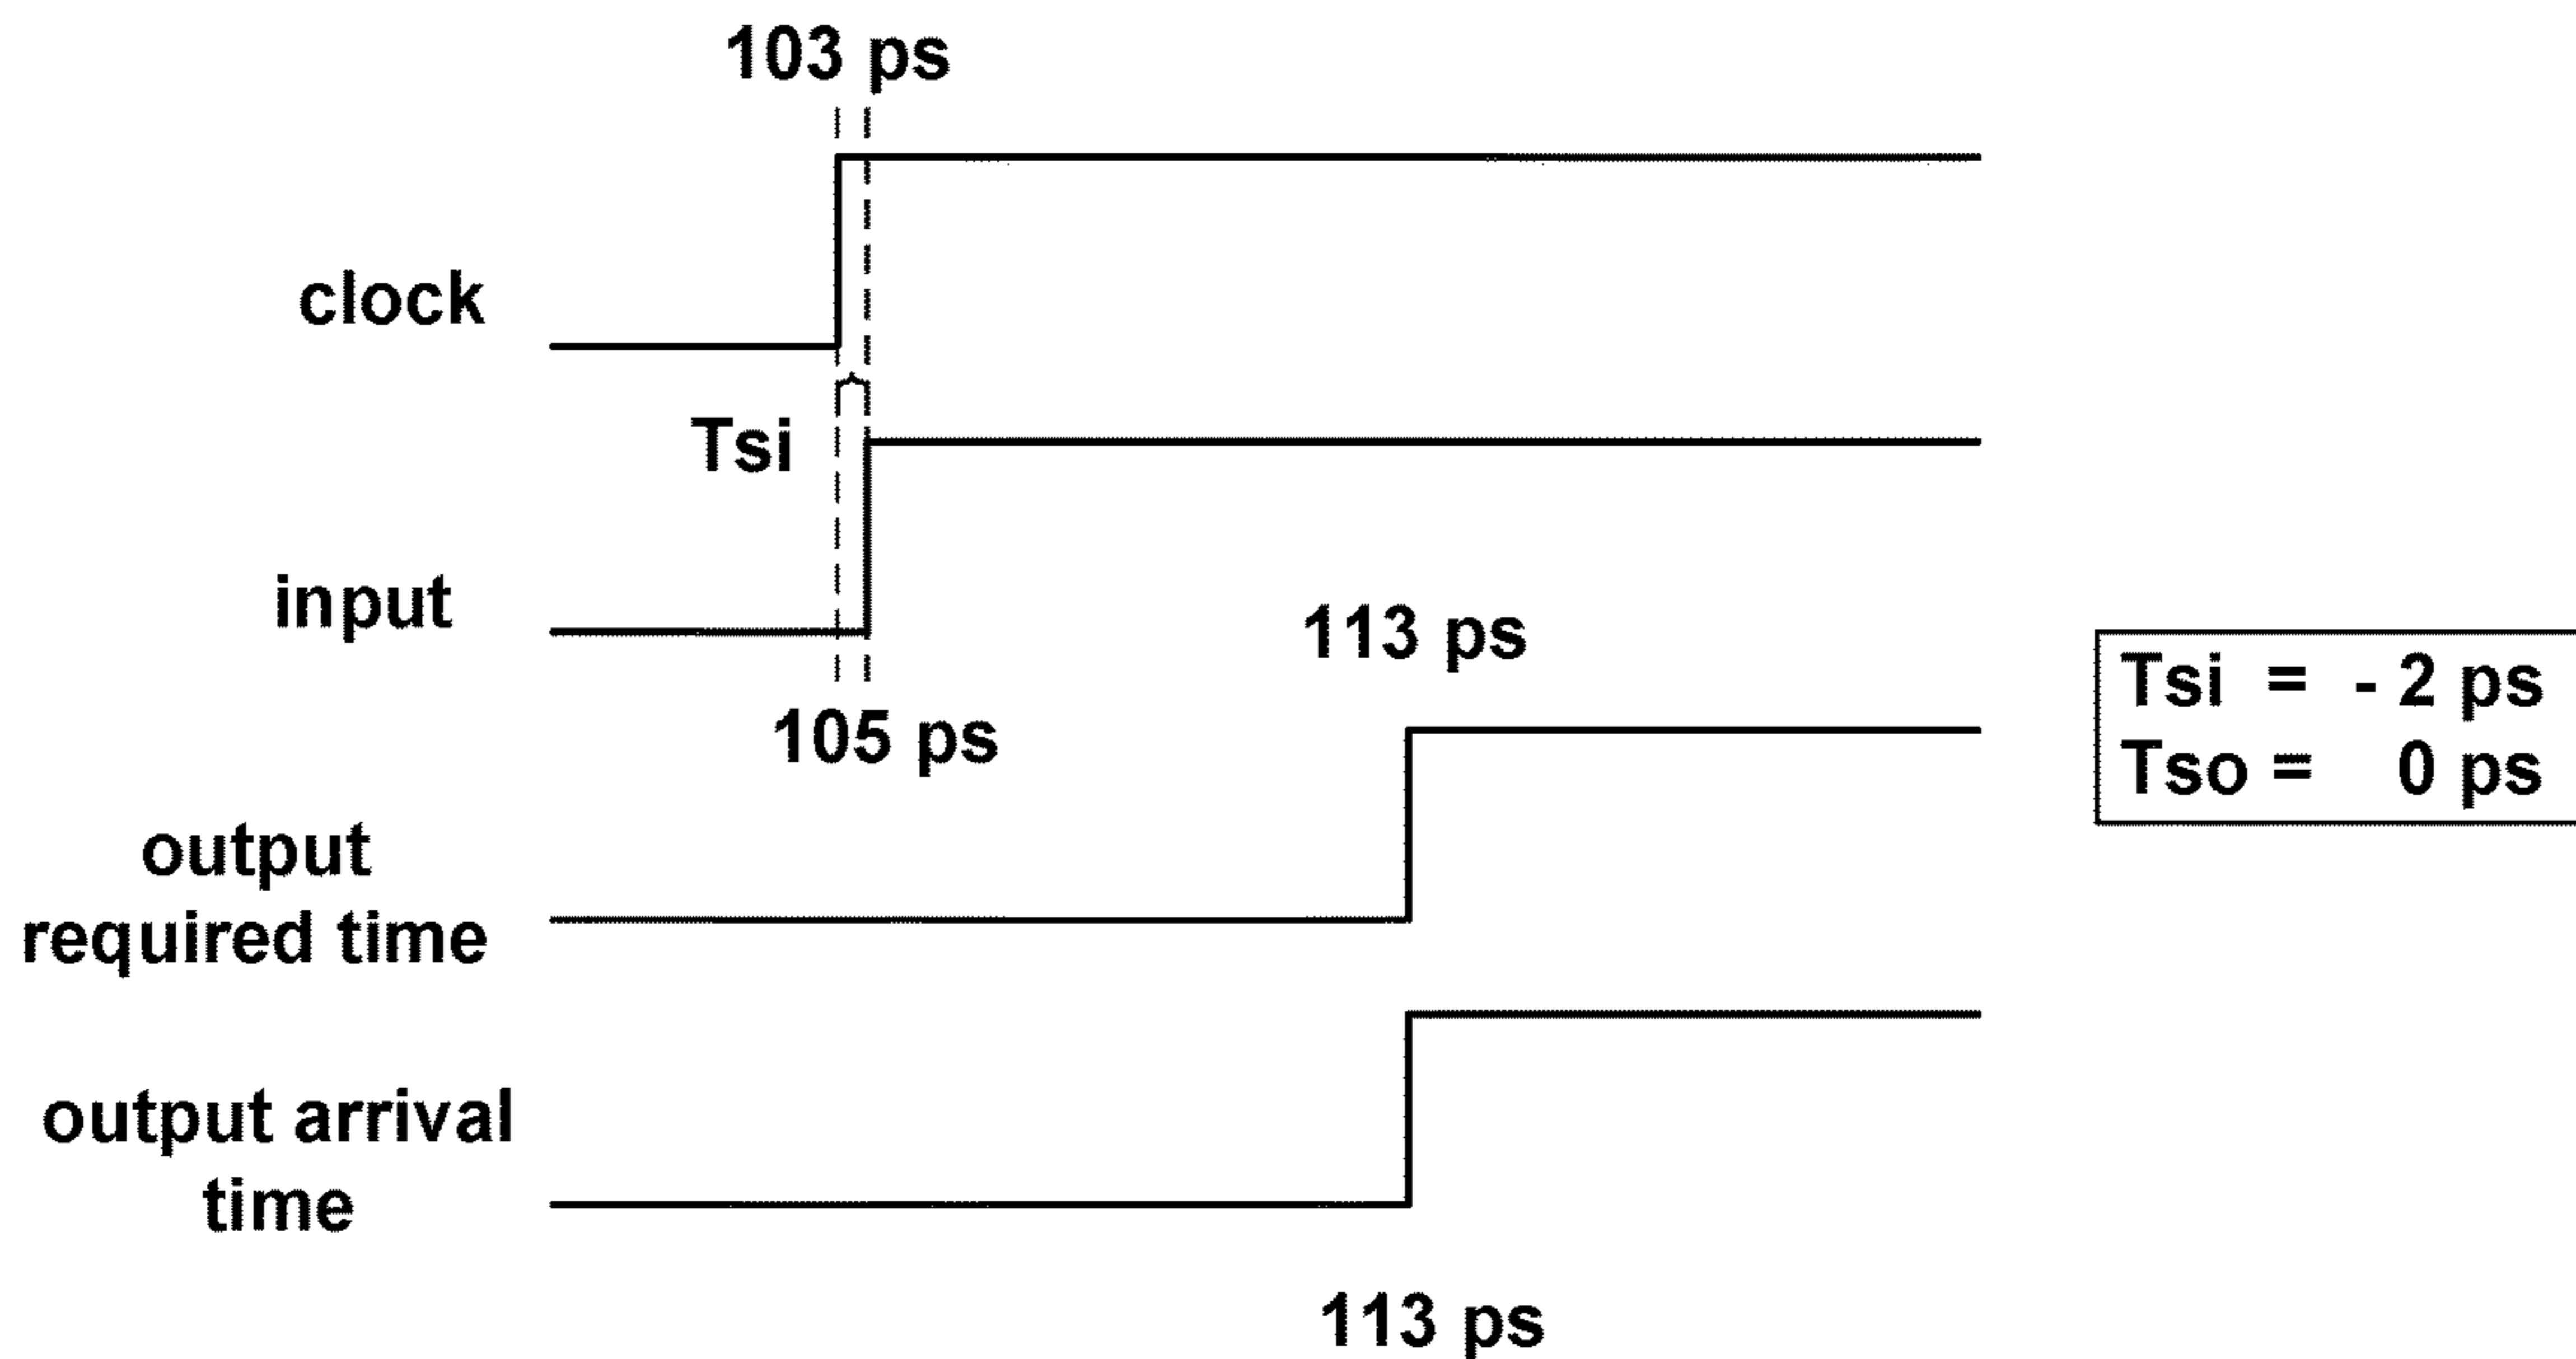 103 ps
clock
Tsi
input
113 ps
105 ps
Tsi = - 2 ps
Tso = 0 ps
output
required time
output arrival
time
113 ps